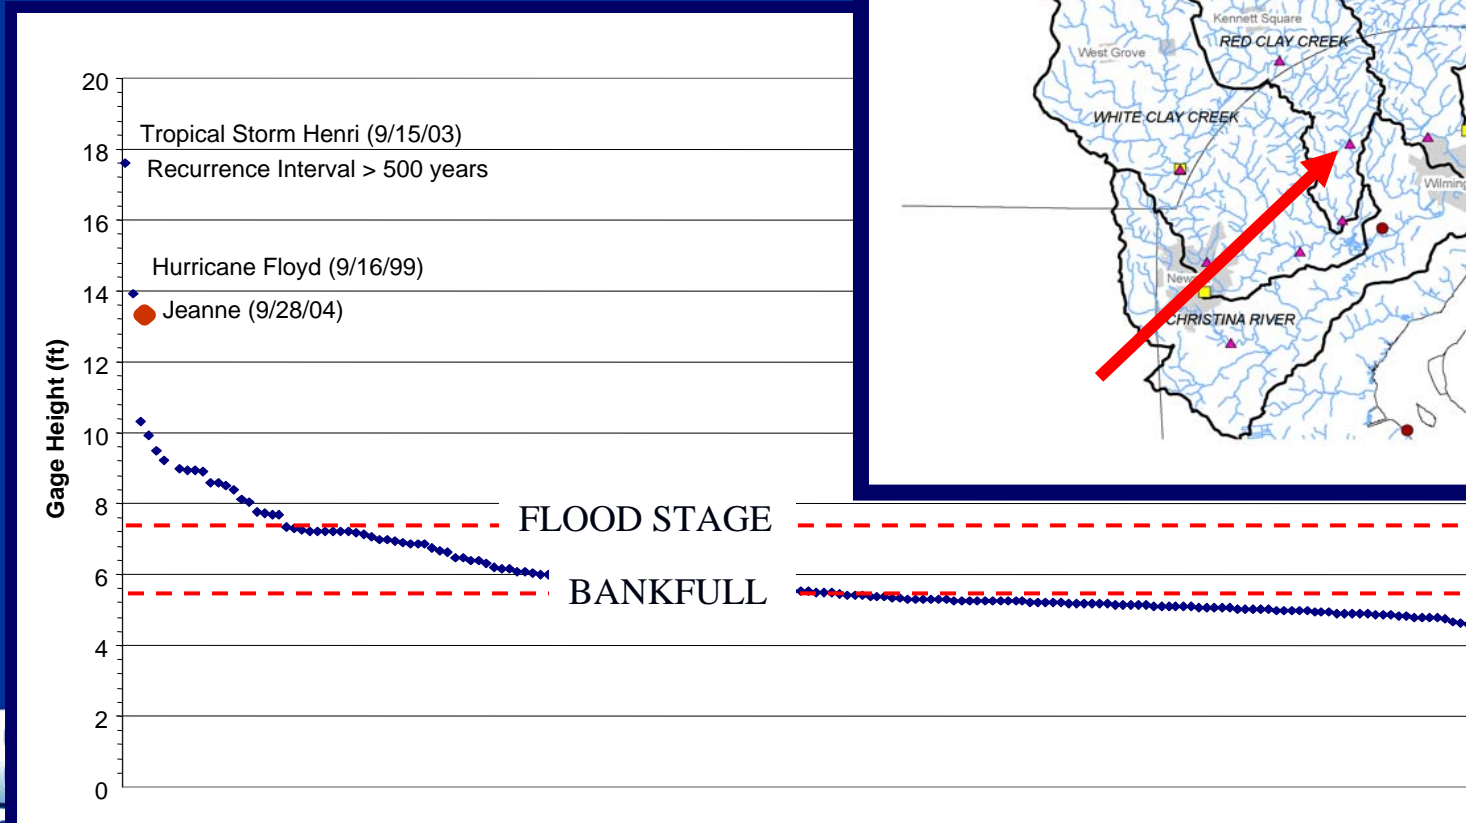 20
18
16
14
12
10
8
6
4
2
0
Gage Height (ft)
Tropical Storm Henri (9/15/03)
Recurrence Interval > 500 years
Hurricane Floyd (9/16/99)
Jeanne (9/28/04)
FLOOD STAGE
BANKFULL
Kennett Square
RED CLAY CREEK
West Grove
WHITE CLAY CREEK
Wilming
New
CHRISTINA RIVER